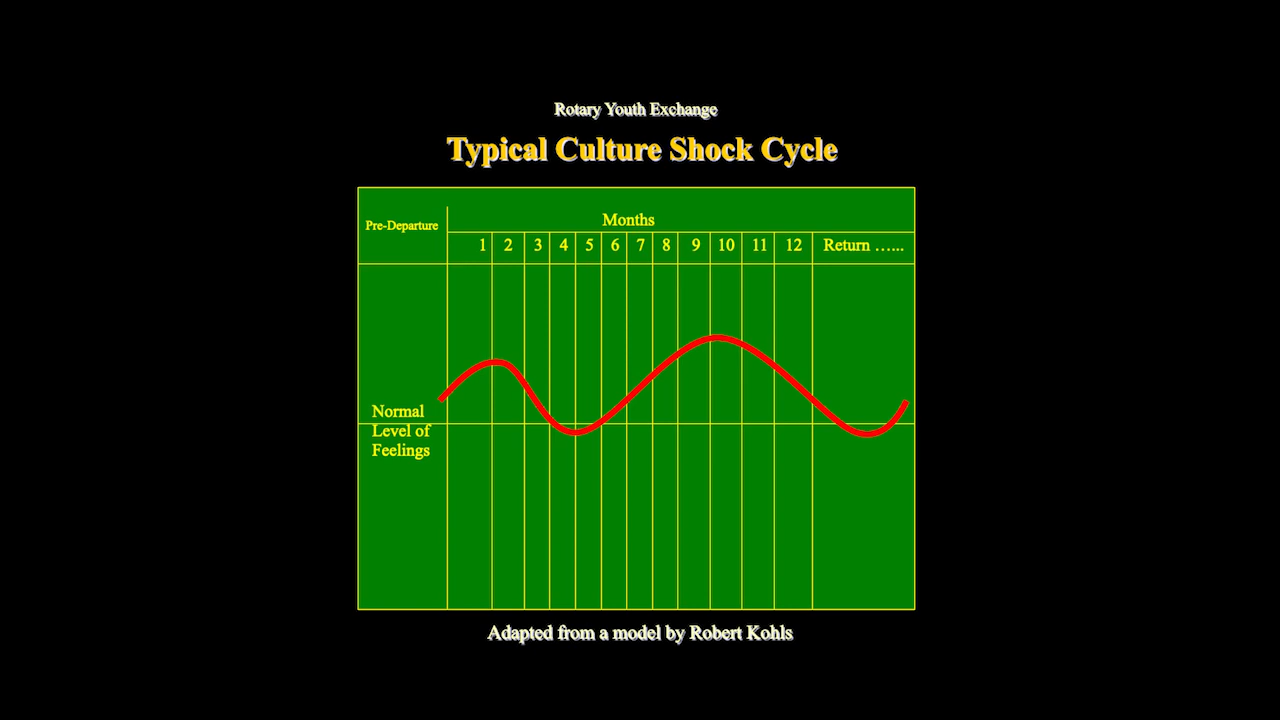 Rotary Youth Exchange
Typical Culture Shock Cycle
Pre-Departure
Months
1 2 3 4 5 6 7 8 9 10 11 12 Return …...
Normal
Level of
Feelings
Adapted from a model by Robert Kohls